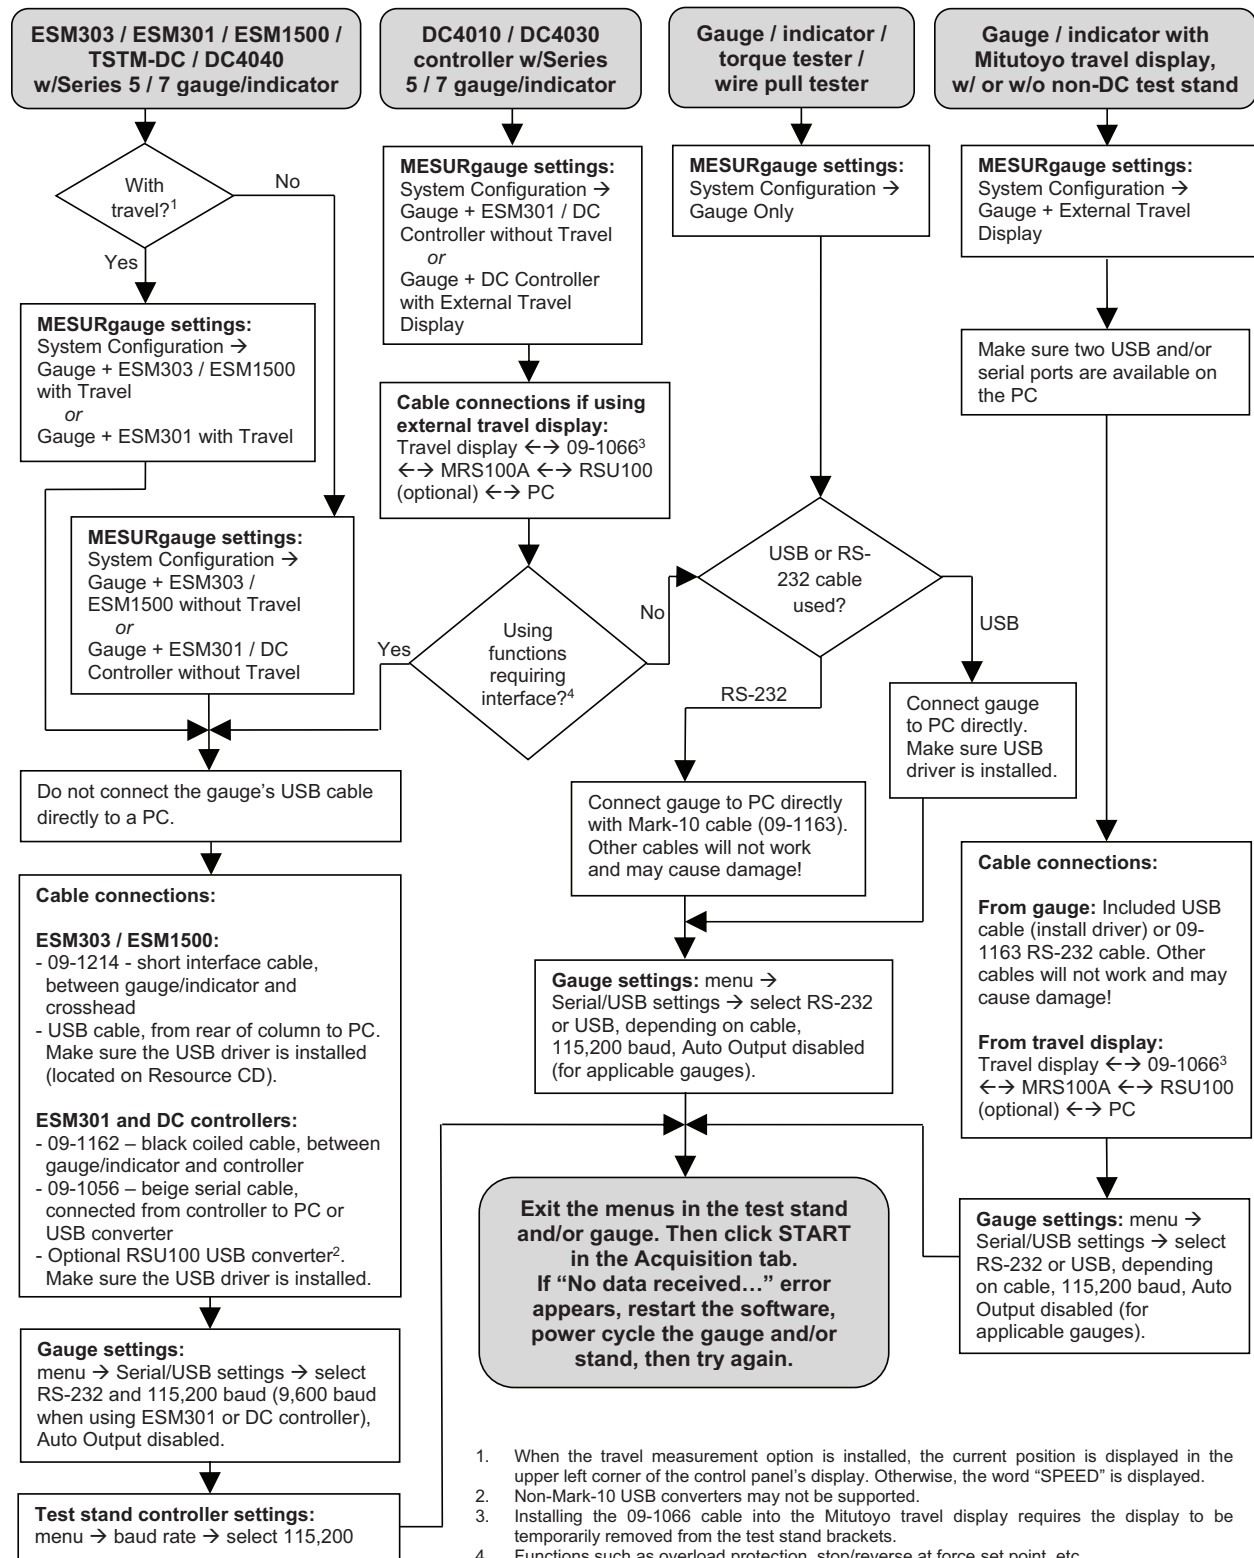 ESM303 / ESM301 / ESM1500 /
TSTM-DC / DC4040
w/Series 5 / 7 gauge/indicator
DC4010 / DC4030
controller w/Series
5 / 7 gauge/indicator
Gauge / indicator /
torque tester /
wire pull tester
Gauge / indicator with
Mitutoyo travel display,
w/ or w/o non-DC test stand
With
travel?1
No
Yes
MESURgauge settings:
System Configuration →
Gauge + ESM303 / ESM1500
with Travel
or
Gauge + ESM301 with Travel
MESURgauge settings:
System Configuration →
Gauge + ESM303 /
ESM1500 without Travel
or
Gauge + ESM301 / DC
Controller without Travel
MESURgauge settings:
System Configuration →
Gauge + ESM301 / DC
Controller without Travel
or
Gauge + DC Controller
with External Travel
Display
Cable connections if using
external travel display:
Travel display ←→ 09-1066³
←→ MRS100A ←→ RSU100
(optional) ←→ PC
Using
functions
requiring
interface?4
Yes
No
MESURgauge settings:
System Configuration →
Gauge Only
USB or RS-
232 cable
used?
USB
RS-232
Connect gauge
to PC directly.
Make sure USB
driver is installed.
Connect gauge to PC directly
with Mark-10 cable (09-1163).
Other cables will not work
and may cause damage!
Gauge settings: menu →
Serial/USB settings → select RS-232
or USB, depending on cable,
115,200 baud, Auto Output disabled
(for applicable gauges).
MESURgauge settings:
System Configuration →
Gauge + External Travel
Display
Make sure two USB and/or
serial ports are available on
the PC
Cable connections:
From gauge: Included USB
cable (install driver) or 09-
1163 RS-232 cable. Other
cables will not work and may
cause damage!
From travel display:
Travel display ←→ 09-1066³
←→ MRS100A ←→ RSU100
(optional) ←→ PC
Gauge settings: menu →
Serial/USB settings → select
RS-232 or USB, depending
on cable, 115,200 baud, Auto
Output disabled (for
applicable gauges).
Do not connect the gauge's USB cable
directly to a PC.
Cable connections:
ESM303 / ESM1500:
- 09-1214 - short interface cable,
between gauge/indicator and
crosshead
- USB cable, from rear of column to PC.
Make sure the USB driver is installed
(located on Resource CD).
ESM301 and DC controllers:
- 09-1162 – black coiled cable, between
gauge/indicator and controller
- 09-1056 – beige serial cable,
connected from controller to PC or
USB converter
- Optional RSU100 USB converter².
Make sure the USB driver is installed.
Gauge settings:
menu → Serial/USB settings → select
RS-232 and 115,200 baud (9,600 baud
when using ESM301 or DC controller),
Auto Output disabled.
Test stand controller settings:
menu → baud rate → select 115,200
Exit the menus in the test stand
and/or gauge. Then click START
in the Acquisition tab.
If “No data received…” error
appears, restart the software,
power cycle the gauge and/or
stand, then try again.
1. When the travel measurement option is installed, the current position is displayed in the
upper left corner of the control panel's display. Otherwise, the word “SPEED” is displayed.
2. Non-Mark-10 USB converters may not be supported.
3. Installing the 09-1066 cable into the Mitutoyo travel display requires the display to be
temporarily removed from the test stand brackets.
4. Functions such as overload protection, stop/reverse at force set point, etc.